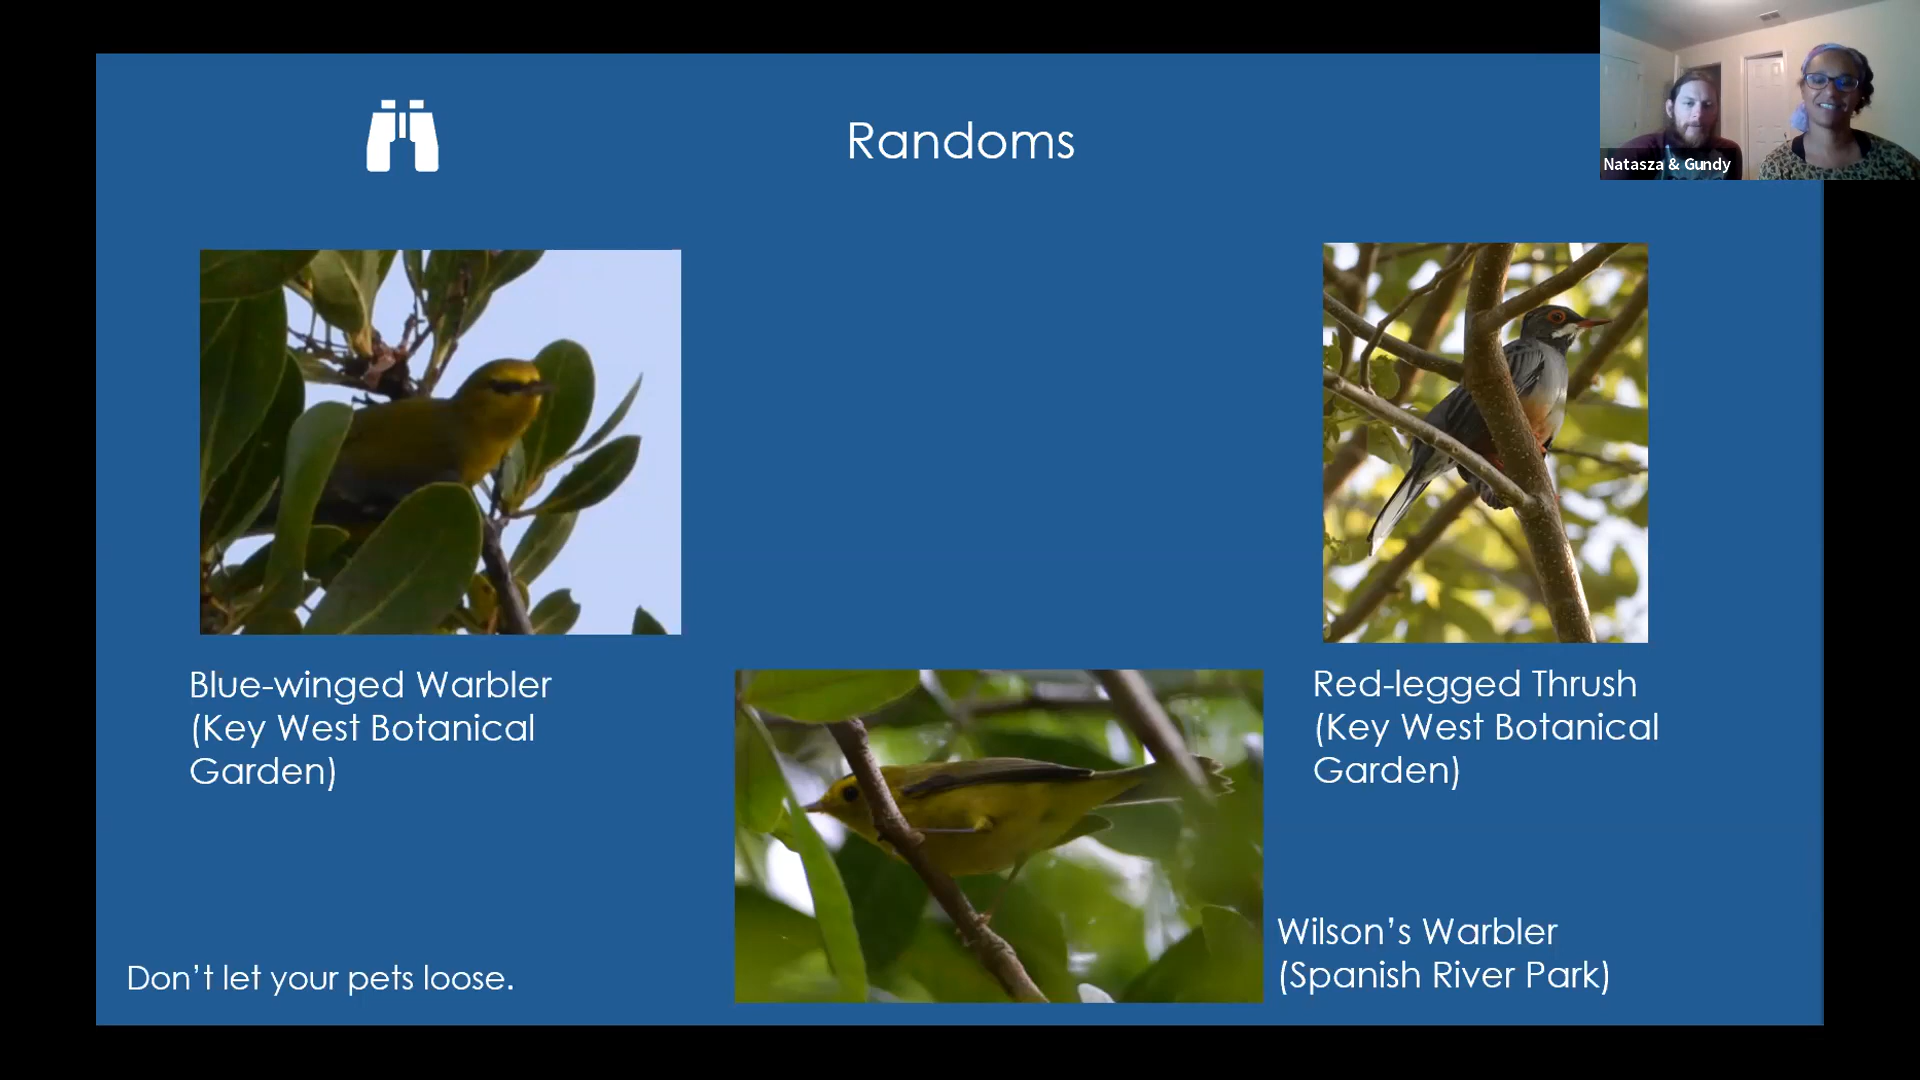 Randoms
Natasza & Gundy
Blue-winged Warbler
(Key West Botanical
Garden)
Red-legged Thrush
(Key West Botanical
Garden)
Wilson's Warbler
(Spanish River Park)
Don't let your pets loose.